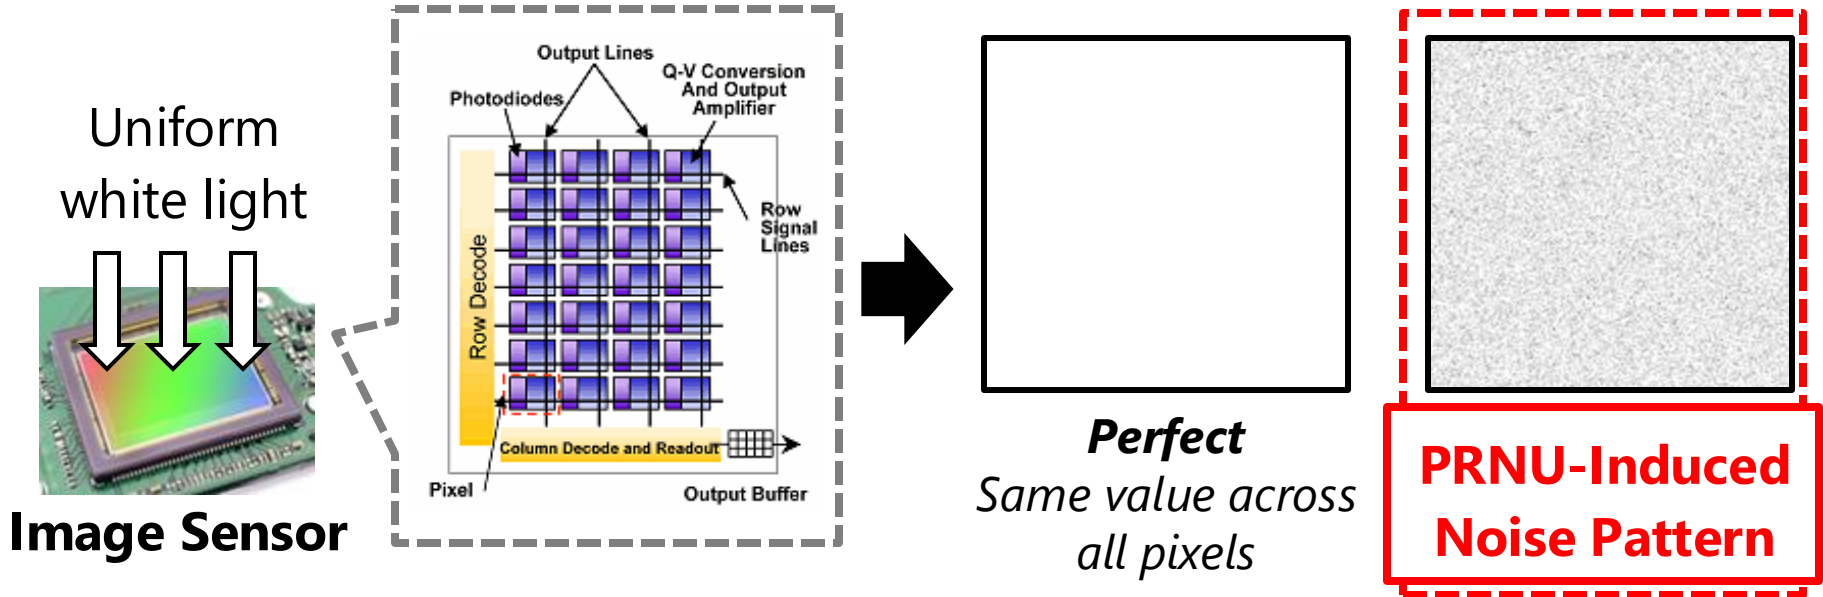 Uniform
white light
Image Sensor
Output Lines
Q-V Conversion
And Output
Amplifier
Photodiodes
Row
Signal
Lines
Row Decode
Column Decode and Readout
Pixel
Output Buffer
Perfect
Same value across
all pixels
PRNU-Induced
Noise Pattern